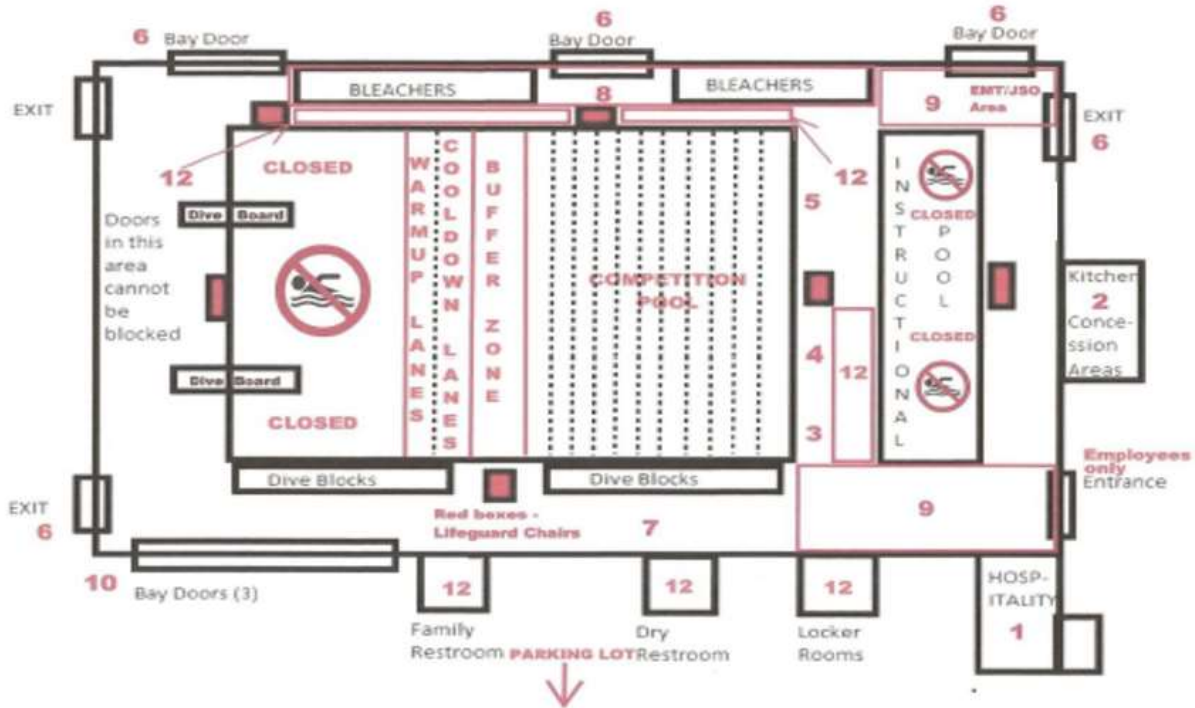 6 Bay Door
6
Bay Door
6
Bay Door
EXIT
BLEACHERS
8
BLEACHERS
9
EMT/JSO
Area
EXIT
6
12
CLOSED
WARMUP LANES
COOLDOWN LANES
BUFFER ZONE
12
5
INSTRUCTIONAL
POOL
CLOSED
Dive Board
Doors
in this
area
cannot
be
blocked
COMPETITION
POOL
Kitchen
2
Conce-
ssion
Areas
CLOSED
4
12
3
Dive Board
CLOSED
Employees
only
Entrance
Dive Blocks
Dive Blocks
EXIT
6
Red boxes -
Lifeguard Chairs
7
9
10 Bay Doors (3)
12
12
12
HOSP-
ITALITY
1
Family
Restroom
Dry
Restroom
Locker
Rooms
PARKING LOT